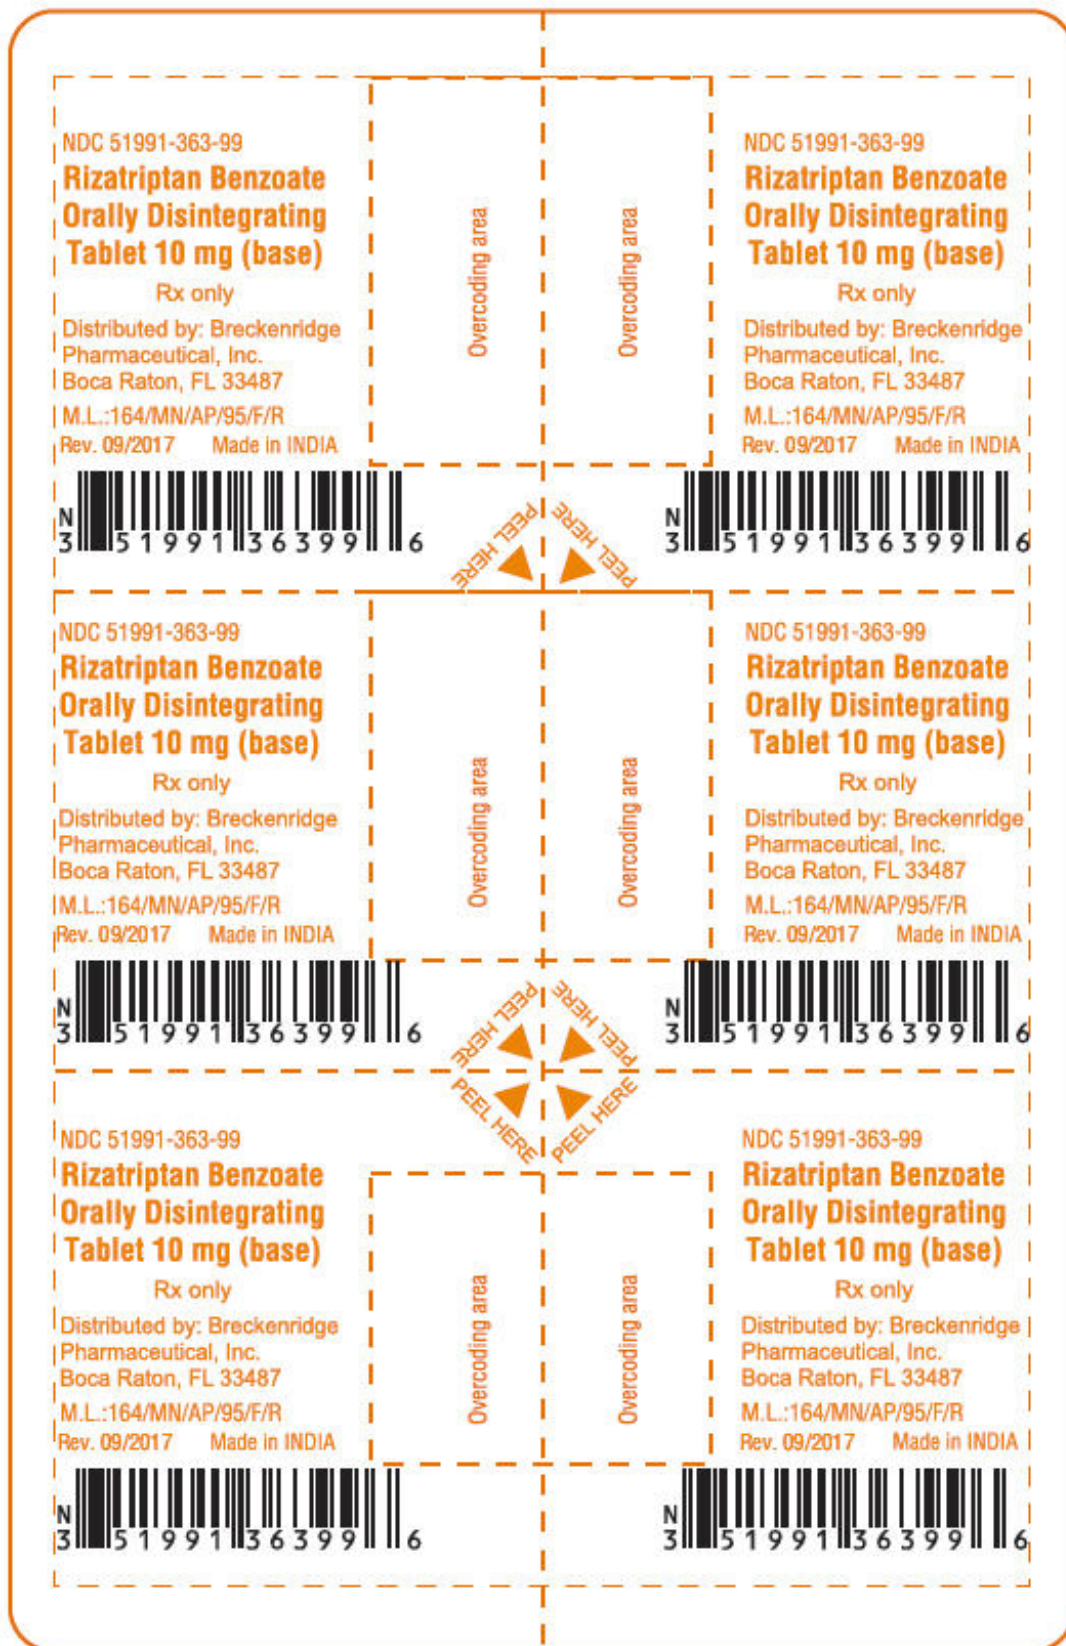 NDC 51991-363-99
Rizatriptan Benzoate
Orally Disintegrating
Tablet 10 mg (base)
Rx only
Distributed by: Breckenridge
Pharmaceutical, Inc.
Boca Raton, FL 33487
M.L.:164/MN/AP/95/F/R
Rev. 09/2017 Made in INDIA
N
3 51991 36399 6
Overcoding area
Overcoding area
NDC 51991-363-99
Rizatriptan Benzoate
Orally Disintegrating
Tablet 10 mg (base)
Rx only
Distributed by: Breckenridge
Pharmaceutical, Inc.
Boca Raton, FL 33487
M.L.:164/MN/AP/95/F/R
Rev. 09/2017 Made in INDIA
N
3 51991 36399 6
PEEL HERE
PEEL HERE
NDC 51991-363-99
Rizatriptan Benzoate
Orally Disintegrating
Tablet 10 mg (base)
Rx only
Distributed by: Breckenridge
Pharmaceutical, Inc.
Boca Raton, FL 33487
M.L.:164/MN/AP/95/F/R
Rev. 09/2017 Made in INDIA
N
3 51991 36399 6
Overcoding area
Overcoding area
NDC 51991-363-99
Rizatriptan Benzoate
Orally Disintegrating
Tablet 10 mg (base)
Rx only
Distributed by: Breckenridge
Pharmaceutical, Inc.
Boca Raton, FL 33487
M.L.:164/MN/AP/95/F/R
Rev. 09/2017 Made in INDIA
N
3 51991 36399 6
PEEL HERE
PEEL HERE
PEEL HERE
PEEL HERE
NDC 51991-363-99
Rizatriptan Benzoate
Orally Disintegrating
Tablet 10 mg (base)
Rx only
Distributed by: Breckenridge
Pharmaceutical, Inc.
Boca Raton, FL 33487
M.L.:164/MN/AP/95/F/R
Rev. 09/2017 Made in INDIA
N
3 51991 36399 6
Overcoding area
Overcoding area
NDC 51991-363-99
Rizatriptan Benzoate
Orally Disintegrating
Tablet 10 mg (base)
Rx only
Distributed by: Breckenridge
Pharmaceutical, Inc.
Boca Raton, FL 33487
M.L.:164/MN/AP/95/F/R
Rev. 09/2017 Made in INDIA
N
3 51991 36399 6